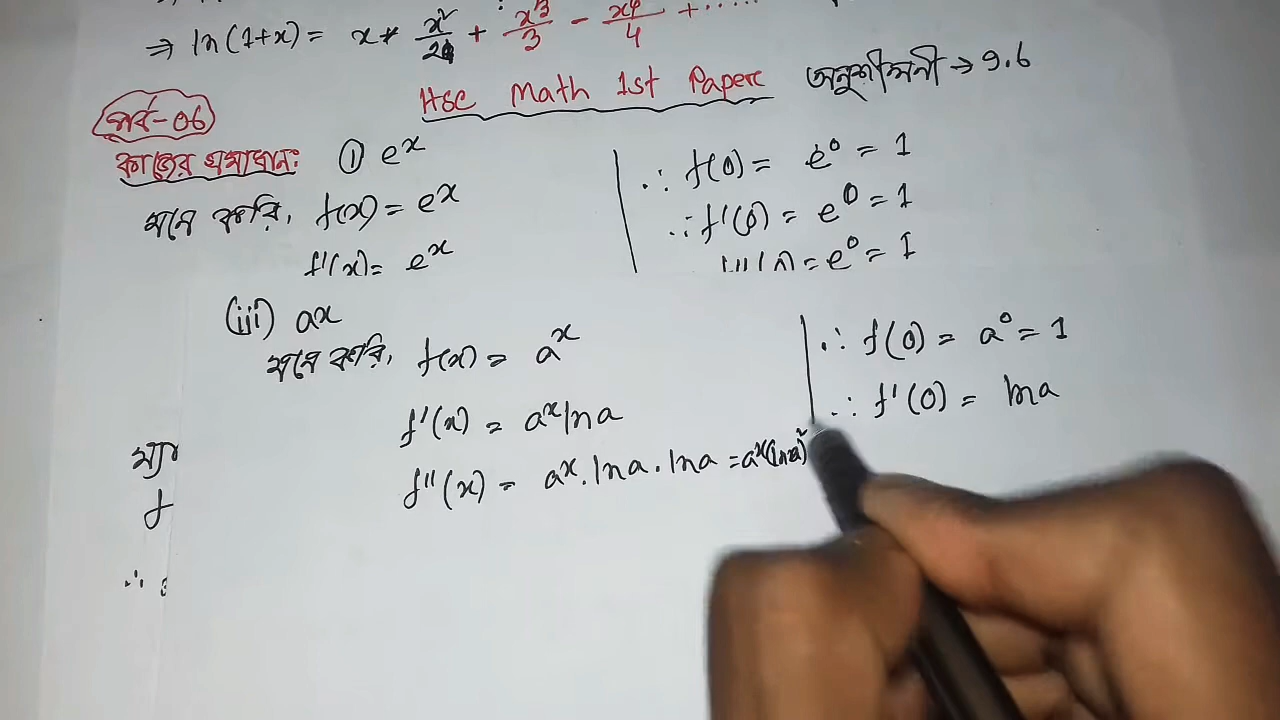 ⇒ ln(1+x) = x - x²/2 + x³/3 - x⁴/4 + .....
HSC Math 1st Paper অনুশীলনী → 9.6
পর্ব-06
কাজের সমাধানঃ ① eˣ
মনে করি, f(x) = eˣ
f'(x) = eˣ
∴ f(0) = e⁰ = 1
∴ f'(0) = e⁰ = 1
= e⁰ = 1
(iii) aˣ
মনে করি, f(x) = aˣ
f'(x) = aˣ lna
f''(x) = aˣ . lna . lna = aˣ(lna)²
∴ f(0) = a⁰ = 1
∴ f'(0) = lna
ম্যা
f
∴